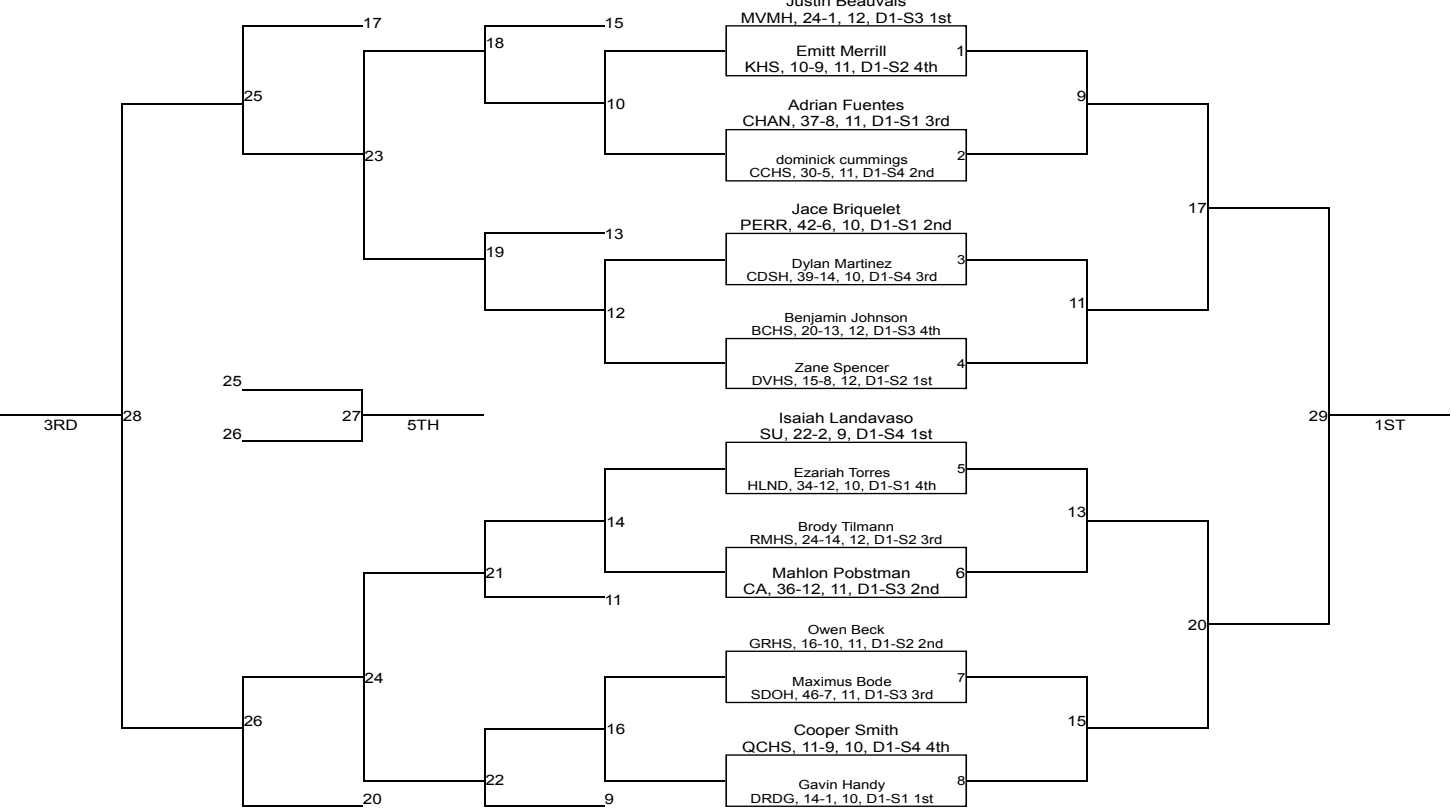 Justin Beauvais
17
15
MVMH, 24-1, 12, D1-S3 1st
18
Emitt Merrill
1
KHS, 10-9, 11, D1-S2 4th
25
9
10
Adrian Fuentes
CHAN, 37-8, 11, D1-S1 3rd
23
dominick cummings
2
CCHS, 30-5, 11, D1-S4 2nd
Jace Briquelet
17
PERR, 42-6, 10, D1-S1 2nd
13
19
Dylan Martinez
3
CDSH, 39-14, 10, D1-S4 3rd
11
12
Benjamin Johnson
BCHS, 20-13, 12, D1-S3 4th
Zane Spencer
4
DVHS, 15-8, 12, D1-S2 1st
25
28
27
29
3RD
5TH
1ST
26
Isaiah Landavaso
SU, 22-2, 9, D1-S4 1st
Ezariah Torres
5
HLND, 34-12, 10, D1-S1 4th
13
14
Brody Tilmann
RMHS, 24-14, 12, D1-S2 3rd
21
Mahlon Pobstman
6
CA, 36-12, 11, D1-S3 2nd
11
20
Owen Beck
GRHS, 16-10, 11, D1-S2 2nd
24
Maximus Bode
7
SDOH, 46-7, 11, D1-S3 3rd
26
15
16
Cooper Smith
QCHS, 11-9, 10, D1-S4 4th
22
Gavin Handy
8
DRDG, 14-1, 10, D1-S1 1st
20
9